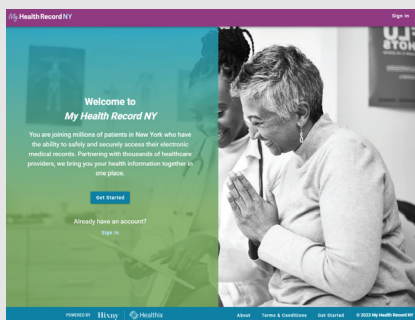 My Health Record NY
Sign In
FLU
SHOTS
Welcome to
My Health Record NY
You are joining millions of patients in New York who have
the ability to safely and securely access their electronic
medical records. Partnering with thousands of healthcare
providers, we bring you your health information together in
one place.
Get Started
Already have an account?
Sign In
POWERED BY Hixny Healthix
About Terms & Conditions Get Started © 2023 My Health Record NY